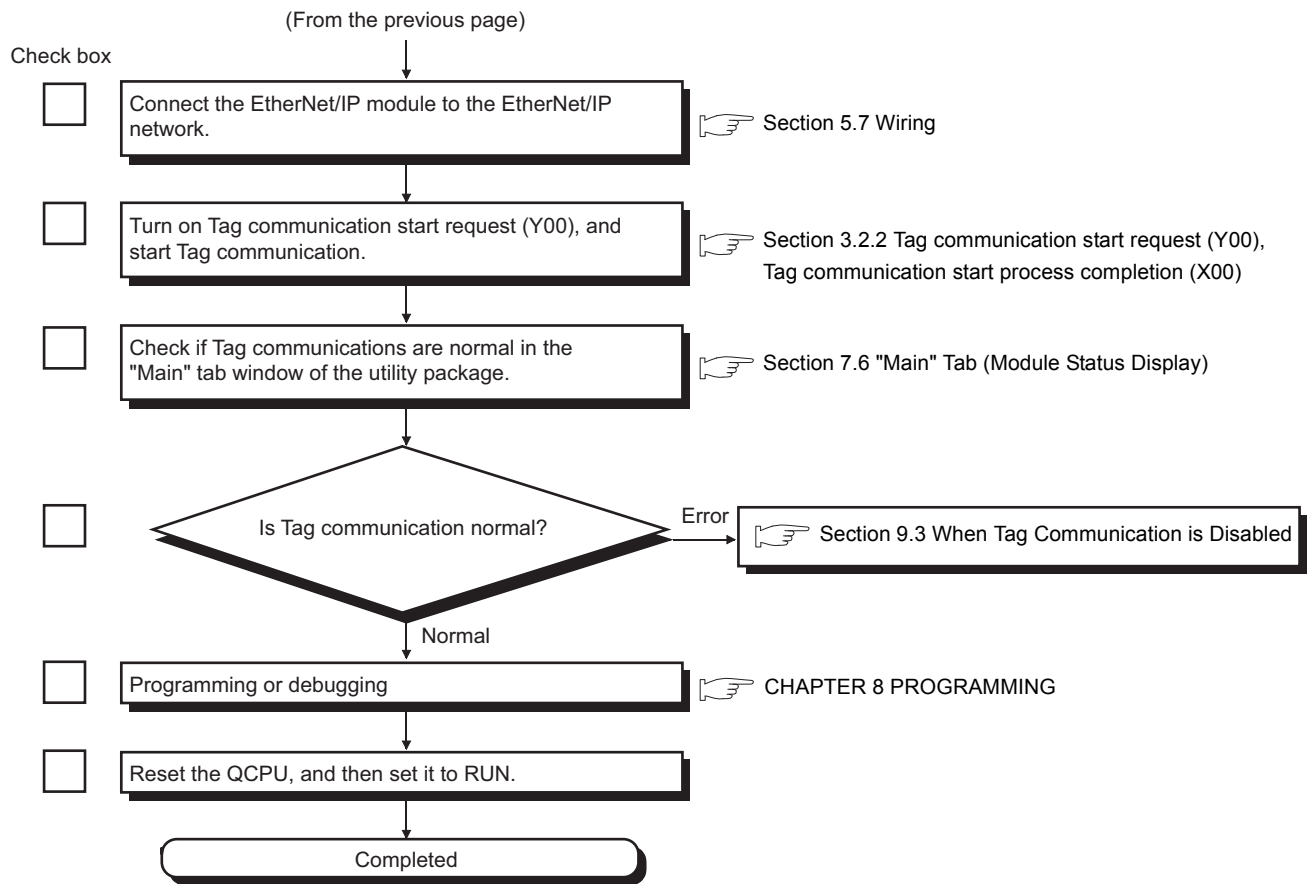 (From the previous page)
Check box
Connect the EtherNet/IP module to the EtherNet/IP
network.
Section 5.7 Wiring
Turn on Tag communication start request (Y00), and
start Tag communication.
Section 3.2.2 Tag communication start request (Y00),
Tag communication start process completion (X00)
Check if Tag communications are normal in the
"Main" tab window of the utility package.
Section 7.6 "Main" Tab (Module Status Display)
Is Tag communication normal?
Error
Section 9.3 When Tag Communication is Disabled
Normal
Programming or debugging
CHAPTER 8 PROGRAMMING
Reset the QCPU, and then set it to RUN.
Completed